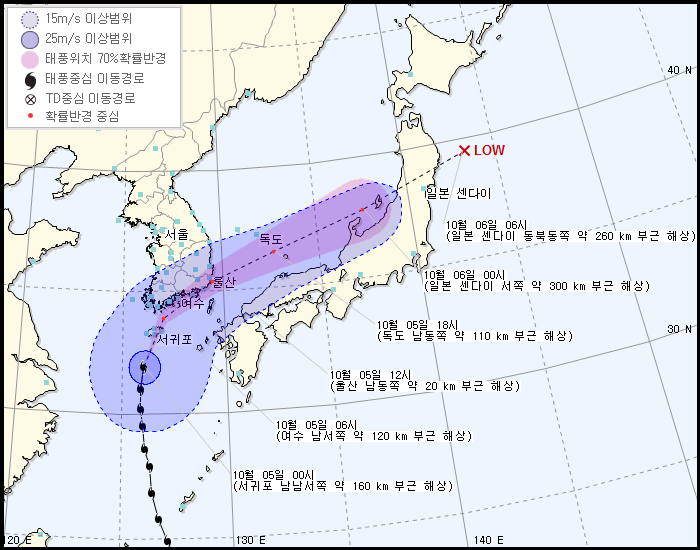 15m/s 이상범위
25m/s 이상범위
태풍위치 70%확률반경
태풍중심 이동경로
TD중심 이동경로
확률반경 중심
40 N
LOW
일본 센다이
10월 06일 06시
(일본 센다이 동북동쪽 약 260 km 부근 해상)
서울
독도
10월 06일 00시
(일본 센다이 서쪽 약 300 km 부근 해상)
울산
여수
10월 05일 18시
(독도 남동쪽 약 110 km 부근 해상)
30 N
서귀포
10월 05일 12시
(울산 남동쪽 약 20 km 부근 해상)
10월 05일 06시
(여수 남서쪽 약 120 km 부근 해상)
10월 05일 00시
(서귀포 남남서쪽 약 160 km 부근 해상)
120 E
130 E
140 E